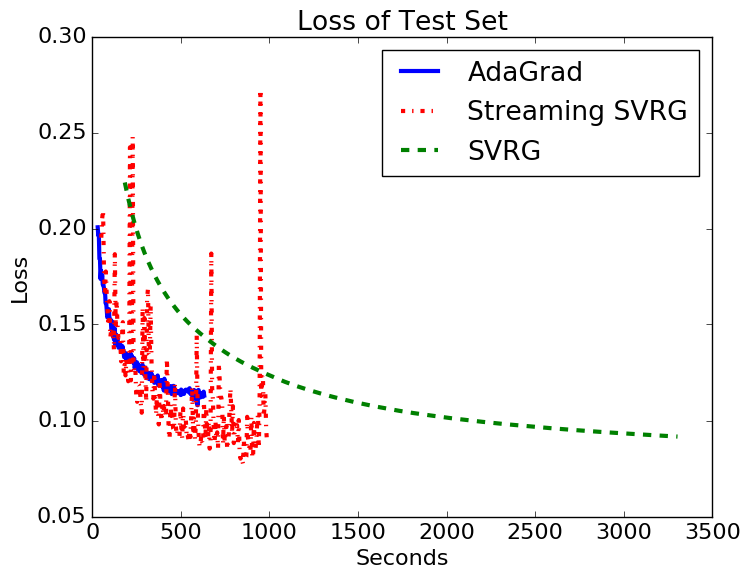 Loss of Test Set
0.30
0.25
0.20
0.15
0.10
0.05
Loss
AdaGrad
Streaming SVRG
SVRG
0 500 1000 1500 2000 2500 3000 3500
Seconds